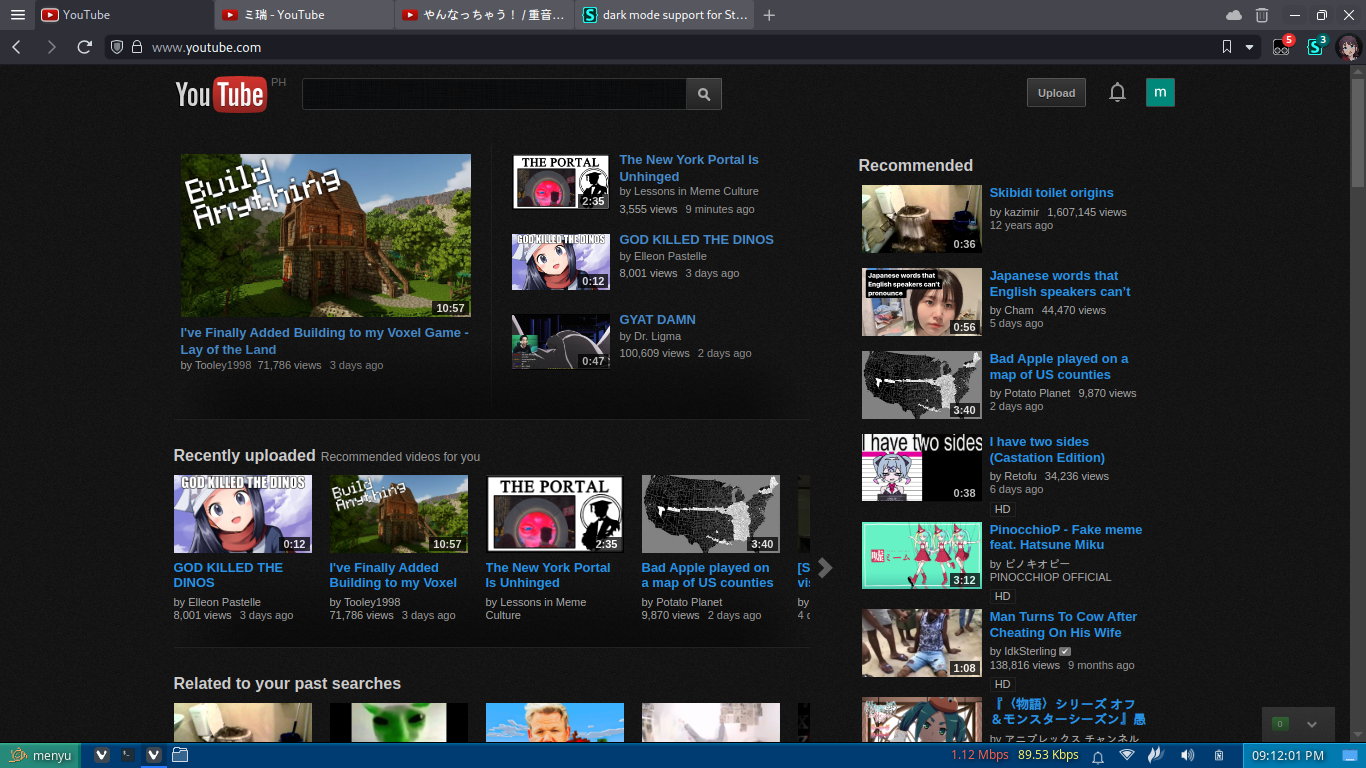 YouTube
ミ瑞 - YouTube
やんなっちゃう！ / 重音…
dark mode support for St…
5
3
www.youtube.com
YouTube PH
Upload
m
Build
Anything
10:57
I've Finally Added Building to my Voxel Game -
Lay of the Land
by Tooley1998 71,786 views 3 days ago
THE PORTAL
2:35
The New York Portal Is
Unhinged
by Lessons in Meme Culture
3,555 views 9 minutes ago
GOD KILLED THE DINOS
0:12
GOD KILLED THE DINOS
by Elleon Pastelle
8,001 views 3 days ago
0:47
GYAT DAMN
by Dr. Ligma
100,609 views 2 days ago
Recently uploaded Recommended videos for you
GOD KILLED THE DINOS
0:12
GOD KILLED THE
DINOS
by Elleon Pastelle
8,001 views 3 days ago
Build
Anything
10:57
I've Finally Added
Building to my Voxel
by Tooley1998
71,786 views 3 days ago
THE PORTAL
2:35
The New York Portal
Is Unhinged
by Lessons in Meme
Culture
3:40
Bad Apple played on
a map of US counties
by Potato Planet
9,870 views 2 days ago
[S
vis
by
4 d
Related to your past searches
Recommended
0:36
Skibidi toilet origins
by kazimir 1,607,145 views
12 years ago
Japanese words that
English speakers can't
pronounce
0:56
Japanese words that
English speakers can't
by Cham 44,470 views
5 days ago
3:40
Bad Apple played on a
map of US counties
by Potato Planet 9,870 views
2 days ago
I have two sides
0:38
I have two sides
(Castation Edition)
by Retofu 34,236 views
6 days ago
HD
ミーム
3:12
PinocchioP - Fake meme
feat. Hatsune Miku
by ピノキオピー
PINOCCHIOP OFFICIAL
HD
1:08
Man Turns To Cow After
Cheating On His Wife
by IdkSterling
138,816 views 9 months ago
HD
『〈物語〉シリーズ オフ
＆モンスターシーズン』愚
by アニプレックス チャンネル
0
menyu
1.12 Mbps 89.53 Kbps
09:12:01 PM